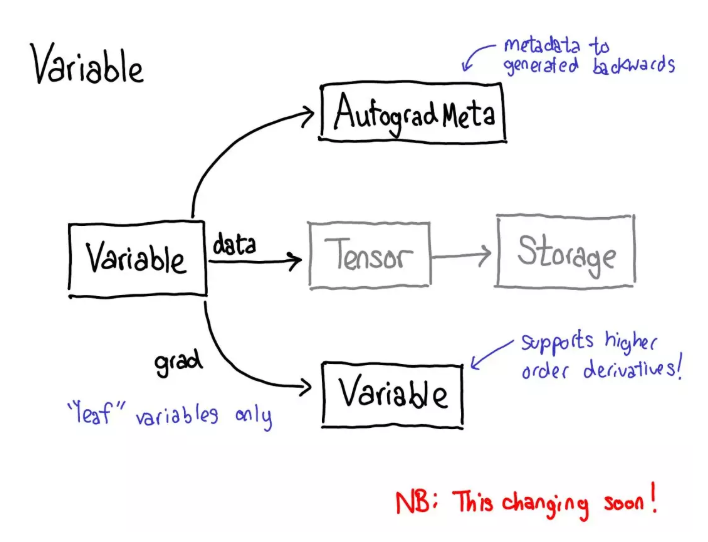 Variable
metadata to
generated backwards
AutogradMeta
Variable
data
Tensor
Storage
grad
"leaf" variables only
Variable
supports higher
order derivatives!
NB: This changing soon!